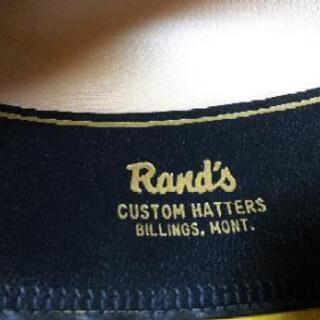 Rand's
CUSTOM HATTERS
BILLINGS, MONT.